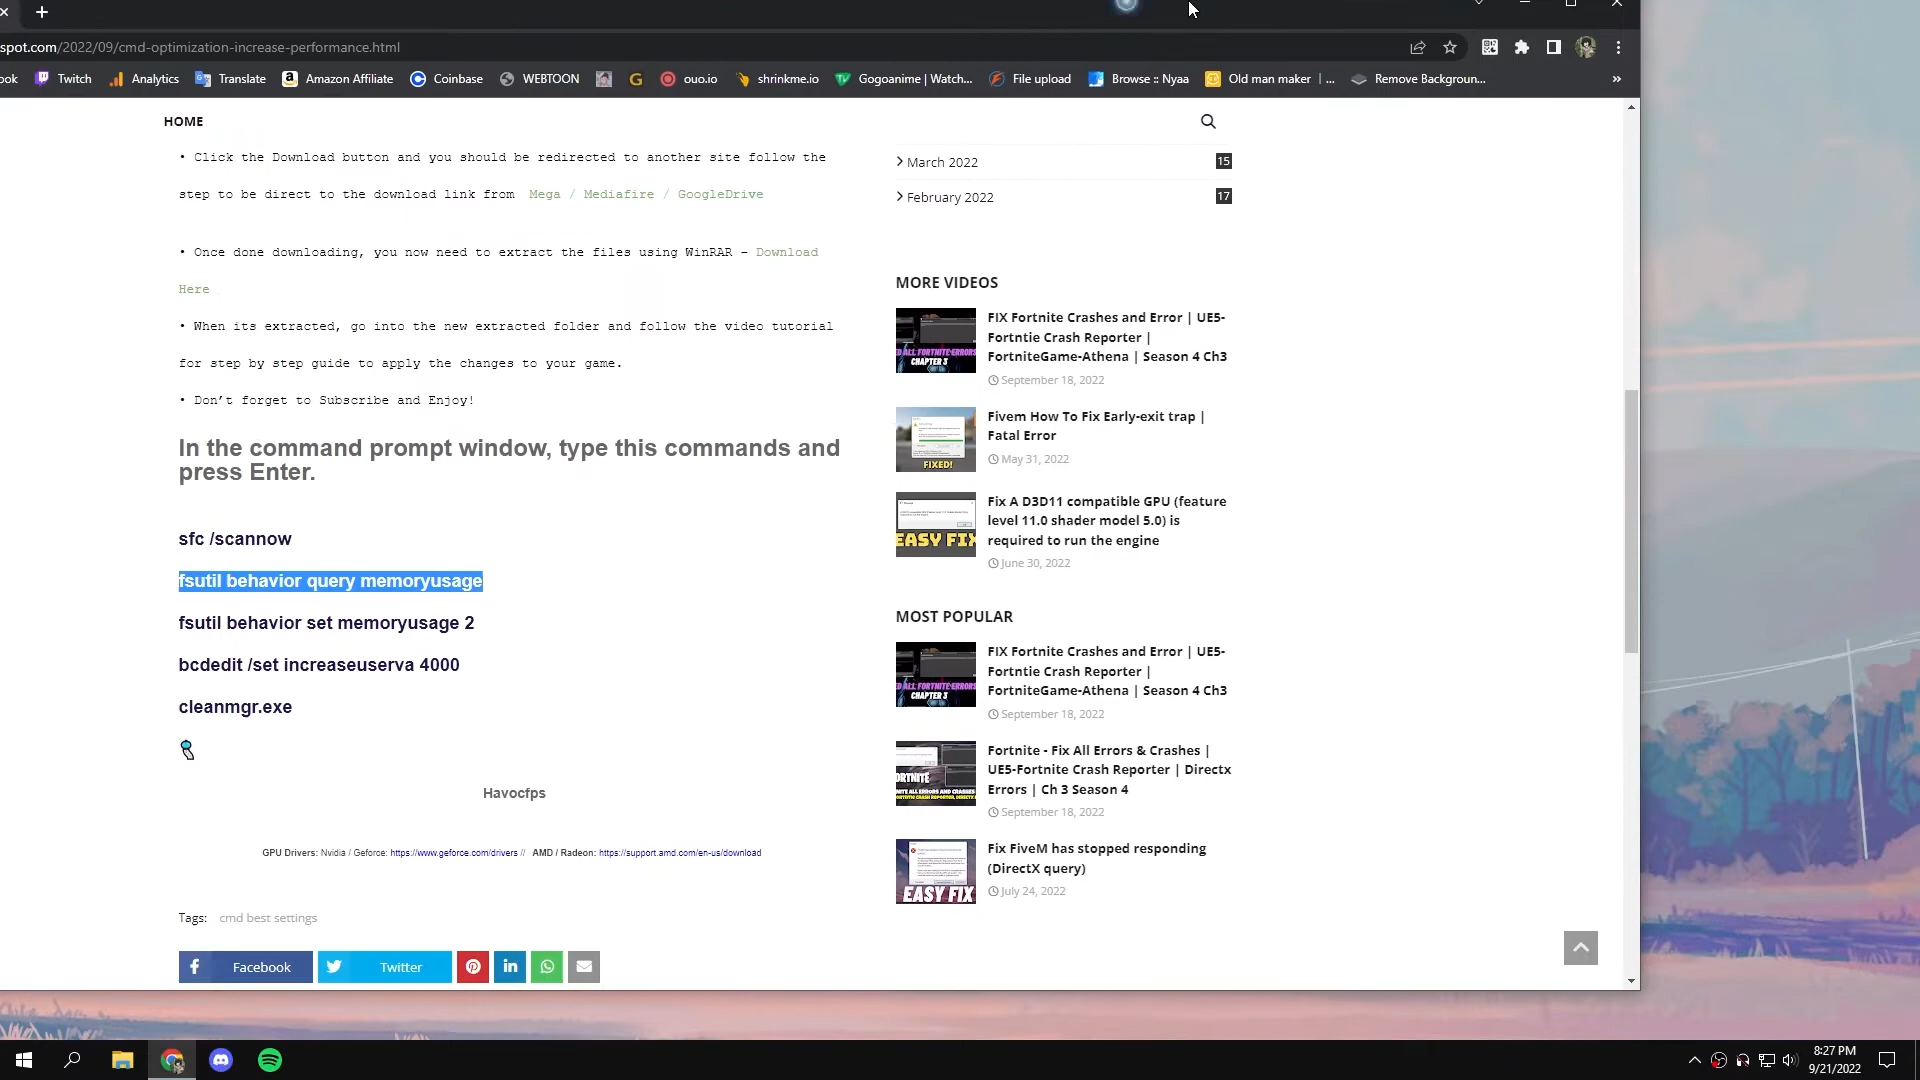 spot.com/2022/09/cmd-optimization-increase-performance.html
ook Twitch Analytics Translate Amazon Affiliate Coinbase WEBTOON G ouo.io shrinkme.io Gogoanime | Watch... File upload Browse :: Nyaa Old man maker | ... Remove Backgroun... »
HOME
• Click the Download button and you should be redirected to another site follow the
step to be direct to the download link from Mega / Mediafire / GoogleDrive
• Once done downloading, you now need to extract the files using WinRAR - Download
Here
• When its extracted, go into the new extracted folder and follow the video tutorial
for step by step guide to apply the changes to your game.
• Don't forget to Subscribe and Enjoy!
In the command prompt window, type this commands and
press Enter.
sfc /scannow
fsutil behavior query memoryusage
fsutil behavior set memoryusage 2
bcdedit /set increaseuserva 4000
cleanmgr.exe
Havocfps
GPU Drivers: Nvidia / Geforce: https://www.geforce.com/drivers // AMD / Radeon: https://support.amd.com/en-us/download
Tags: cmd best settings
Facebook
Twitter
March 2022 15
February 2022 17
MORE VIDEOS
FIX Fortnite Crashes and Error | UE5-
Fortntie Crash Reporter |
FortniteGame-Athena | Season 4 Ch3
September 18, 2022
CHAPTER 3
Fivem How To Fix Early-exit trap |
Fatal Error
May 31, 2022
FIXED!
Fix A D3D11 compatible GPU (feature
level 11.0 shader model 5.0) is
required to run the engine
June 30, 2022
EASY FIX
MOST POPULAR
FIX Fortnite Crashes and Error | UE5-
Fortntie Crash Reporter |
FortniteGame-Athena | Season 4 Ch3
September 18, 2022
CHAPTER 3
Fortnite - Fix All Errors & Crashes |
UE5-Fortnite Crash Reporter | Directx
Errors | Ch 3 Season 4
September 18, 2022
Fix FiveM has stopped responding
(DirectX query)
July 24, 2022
EASY FIX
8:27 PM
9/21/2022